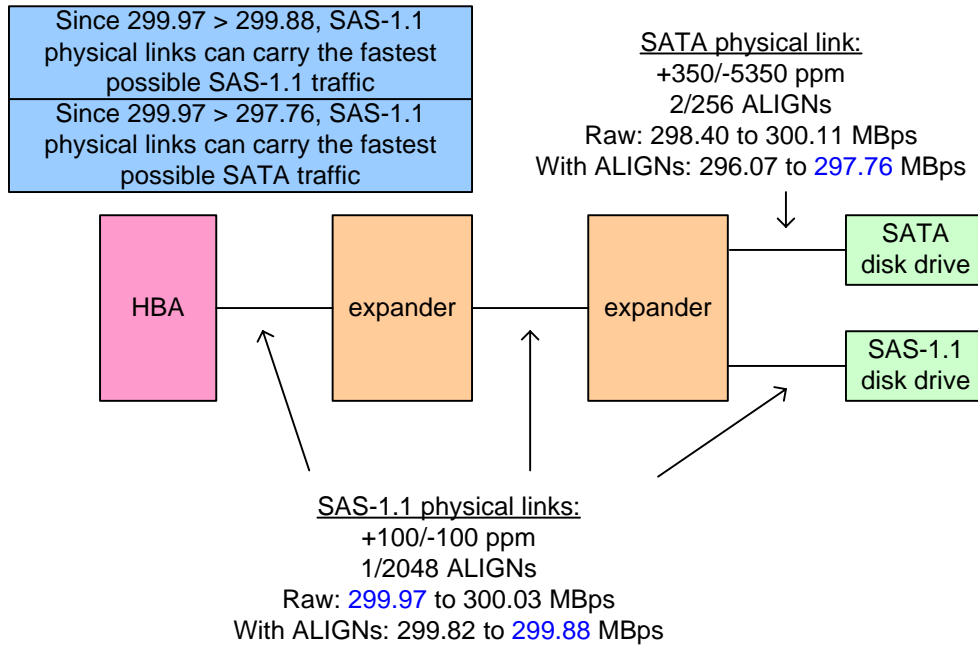 Since 299.97 > 299.88, SAS-1.1
physical links can carry the fastest
possible SAS-1.1 traffic
Since 299.97 > 297.76, SAS-1.1
physical links can carry the fastest
possible SATA traffic
SATA physical link:
+350/-5350 ppm
2/256 ALIGNs
Raw: 298.40 to 300.11 MBps
With ALIGNs: 296.07 to 297.76 MBps
HBA
expander
expander
SATA
disk drive
SAS-1.1
disk drive
SAS-1.1 physical links:
+100/-100 ppm
1/2048 ALIGNs
Raw: 299.97 to 300.03 MBps
With ALIGNs: 299.82 to 299.88 MBps